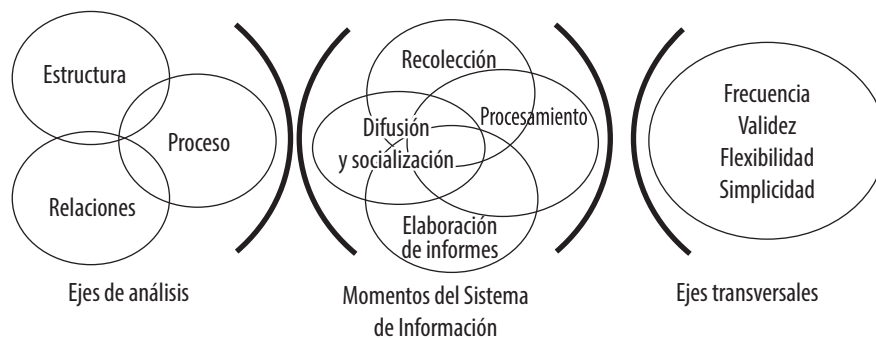 Estructura
Proceso
Relaciones
Ejes de análisis
Recolección
Procesamiento
Difusión
y socialización
Elaboración
de informes
Momentos del Sistema
de Información
Frecuencia
Validez
Flexibilidad
Simplicidad
Ejes transversales